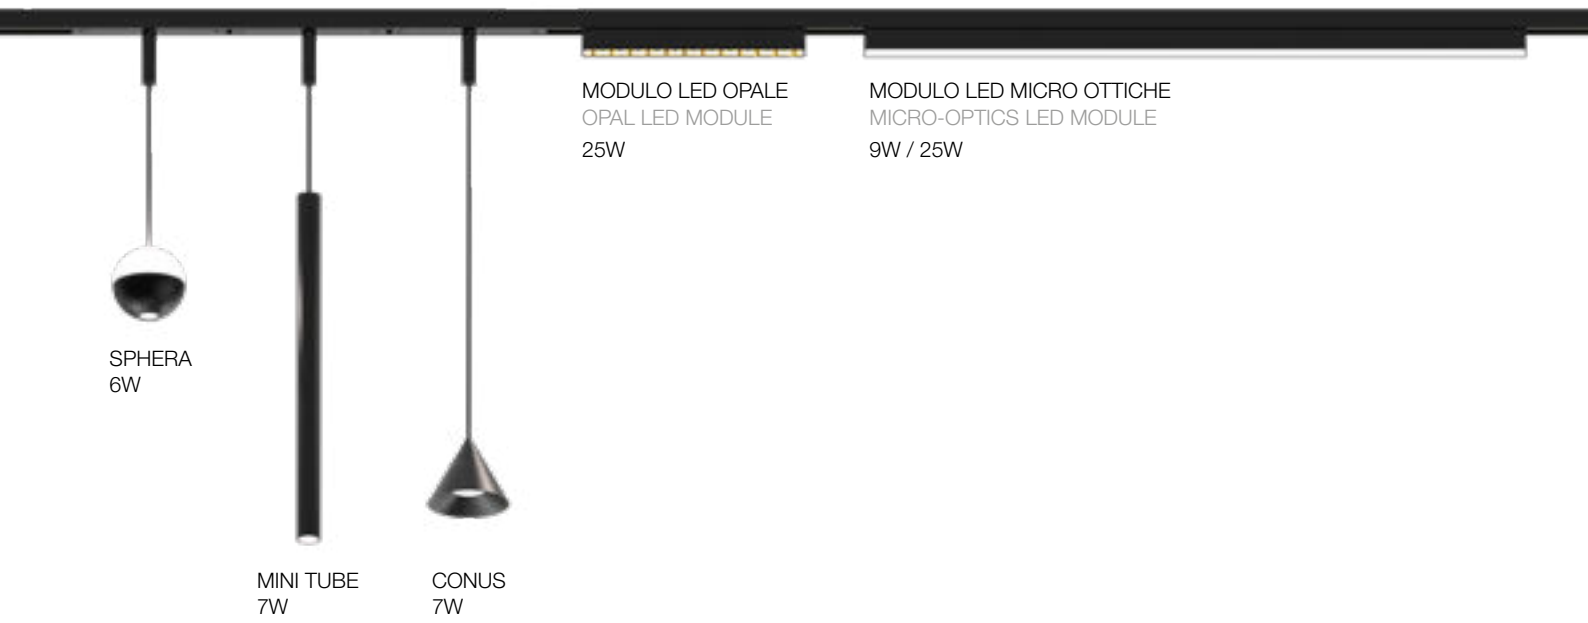 MODULO LED OPALE
OPAL LED MODULE
25W
MODULO LED MICRO OTTICHE
MICRO-OPTICS LED MODULE
9W / 25W
SPHERA
6W
MINI TUBE
7W
CONUS
7W